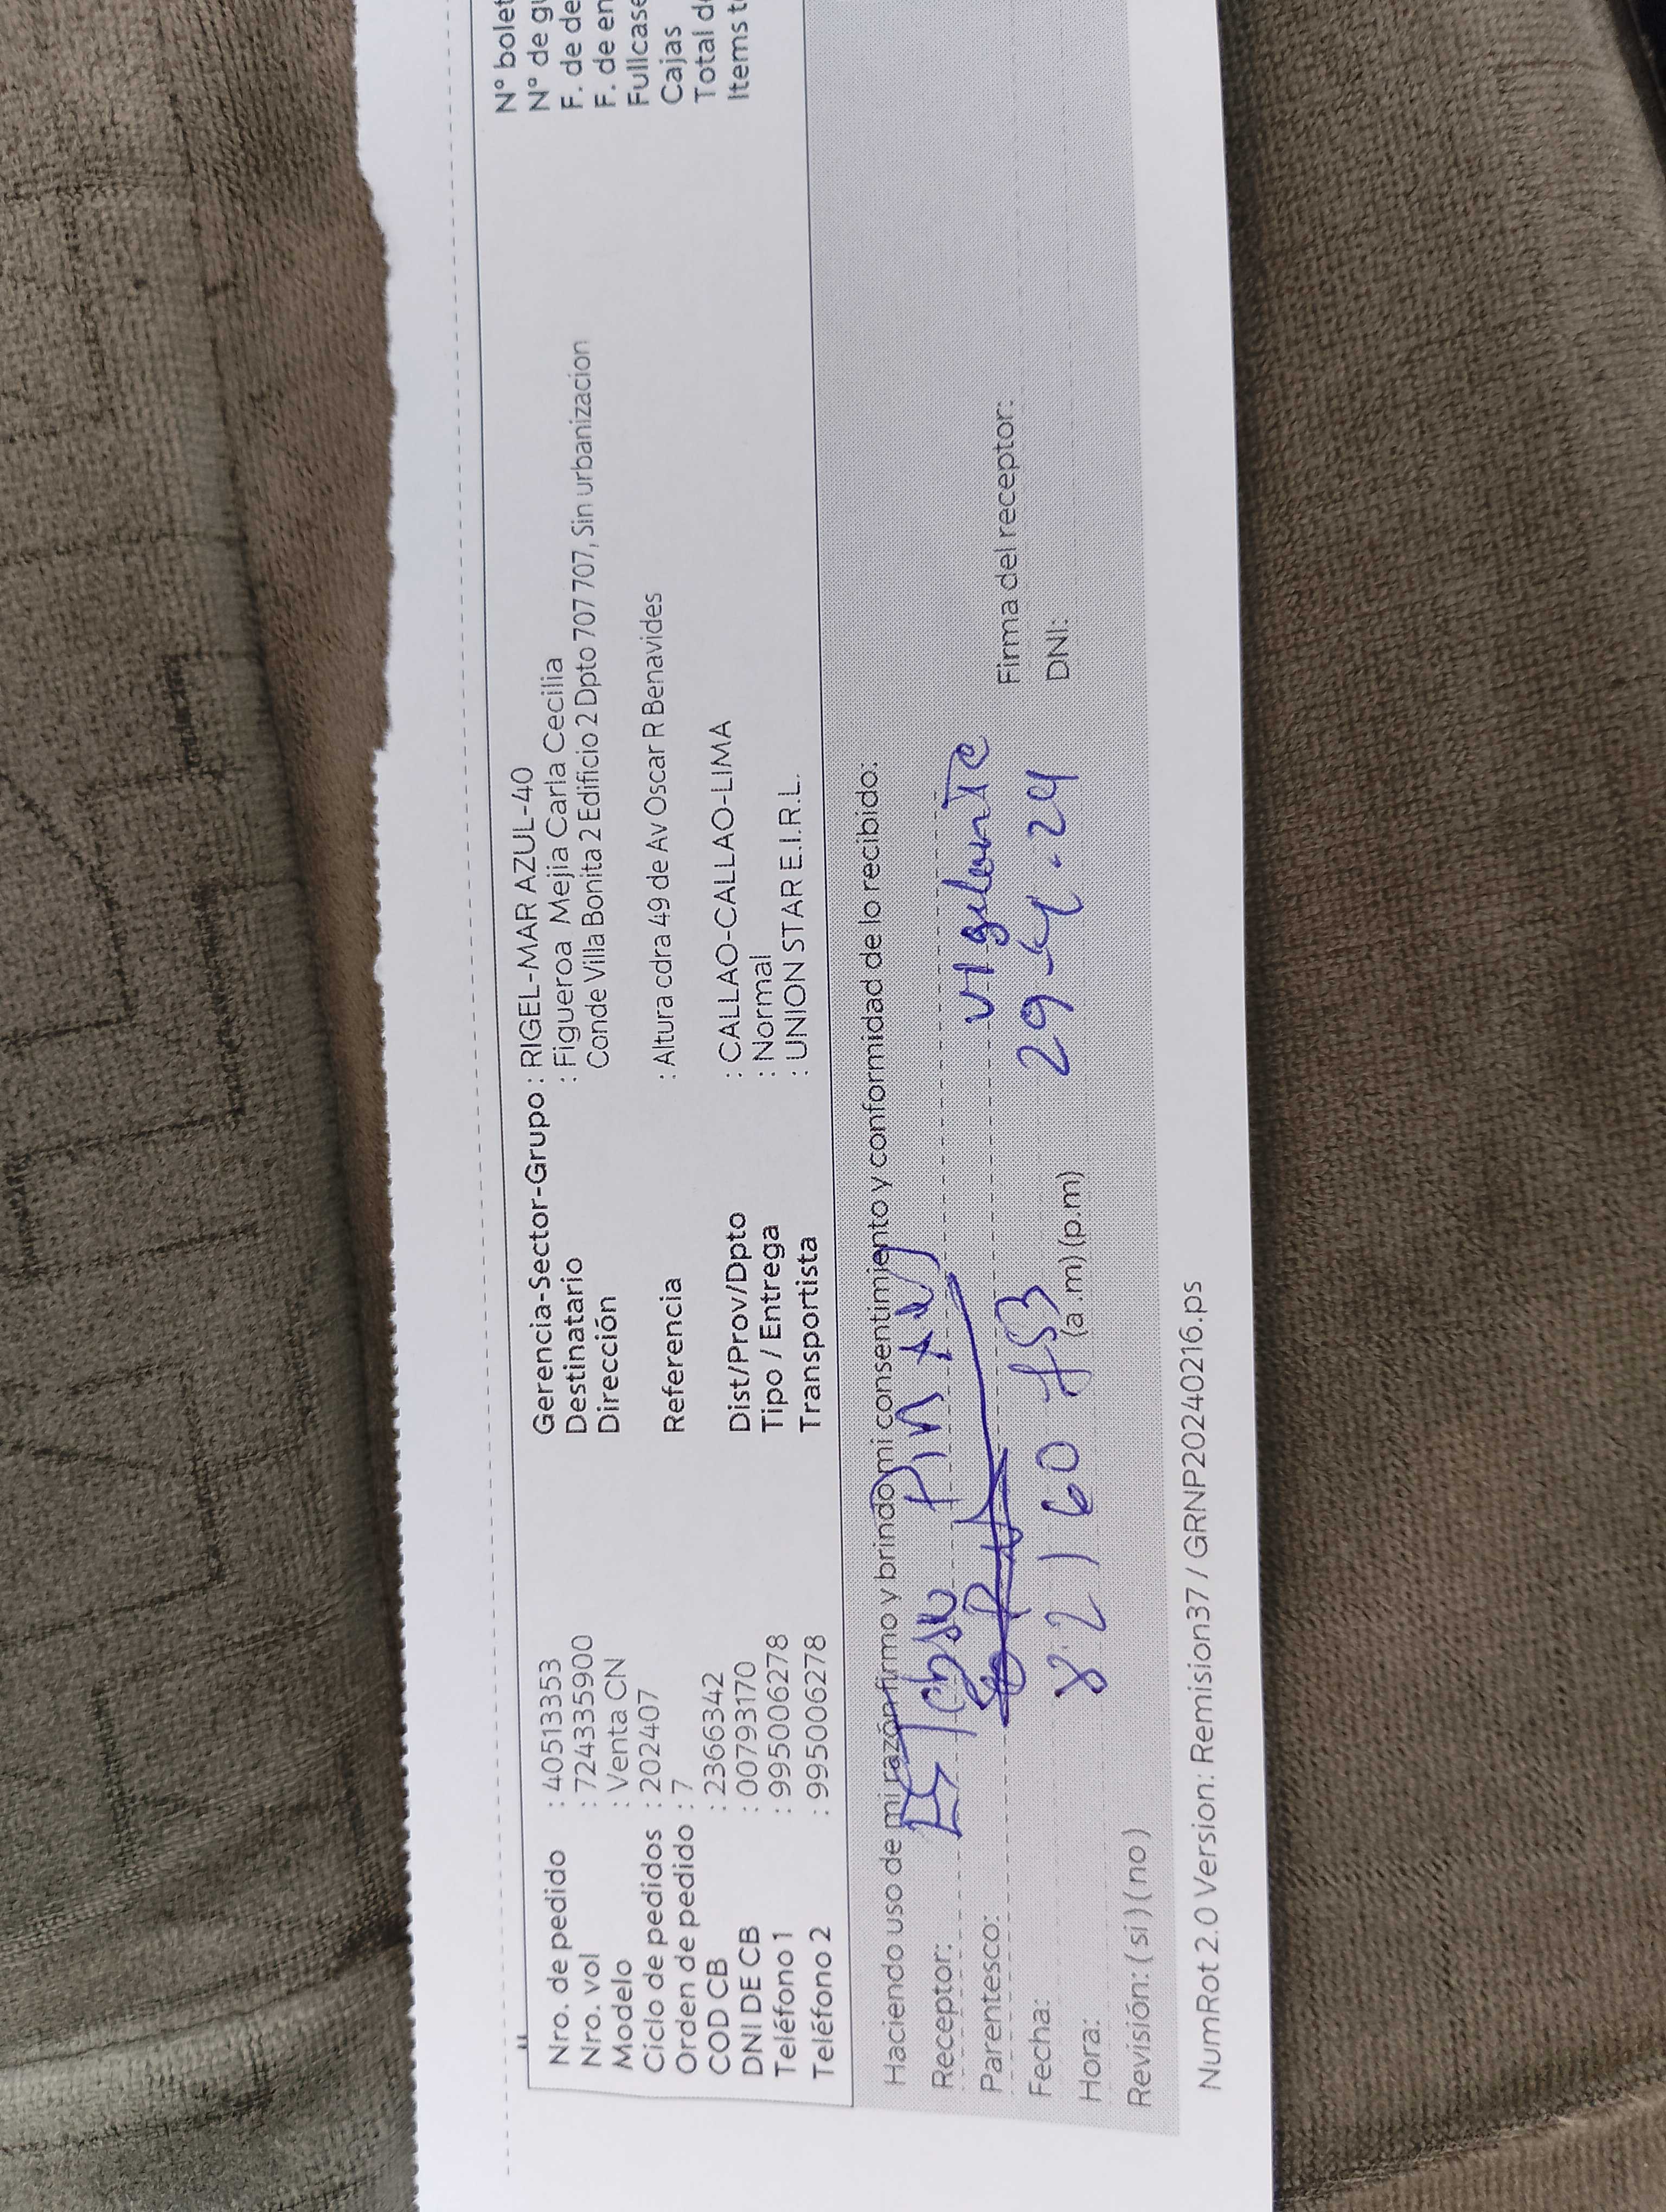 Nro. de pedido : 40513353
Nro. vol : 724335900
Modelo : Venta CN
Ciclo de pedidos : 202407
Orden de pedido : 7
COD CB : 2366342
DNI DE CB : 00793170
Teléfono 1 : 995006278
Teléfono 2 : 995006278
Gerencia-Sector-Grupo : RIGEL-MAR AZUL-40
Destinatario : Figueroa Mejia Carla Cecilia
Dirección Conde Villa Bonita 2 Edificio 2 Dpto 707 707, Sin urbanizacion
Referencia : Altura cdra 49 de Av Oscar R Benavides
Dist/Prov/Dpto : CALLAO-CALLAO-LIMA
Tipo / Entrega : Normal
Transportista : UNION STAR E.I.R.L.
N° bolet
N° de g
F. de de
F. de en
Fullcase
Cajas
Total d
Items t
Haciendo uso de mi razón firmo y brindo mi consentimiento y conformidad de lo recibido:
Receptor: vigilante
Parentesco: Firma del receptor:
Fecha: 29-4-24 DNI:
Hora: (a.m) (p.m)
Revisión: (si) (no)
NumRot 2.0 Version: Remision37 / GRNP20240216.ps